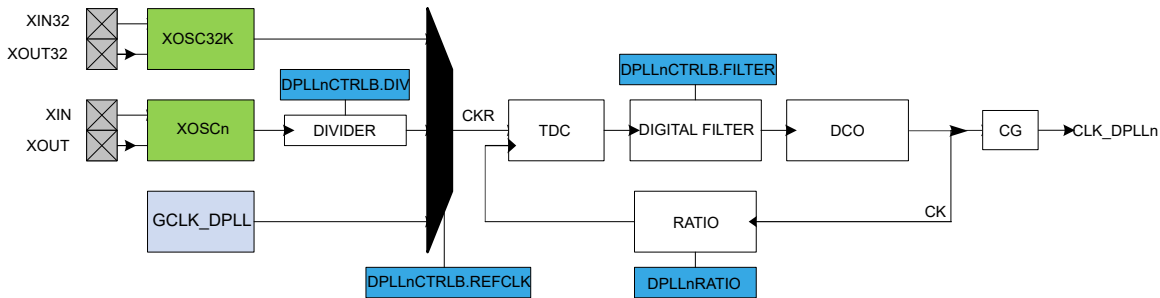 XIN32
XOUT32
XOSC32K
DPLLnCTRLB.DIV
DPLLnCTRLB.FILTER
XIN
XOUT
XOSCn
DIVIDER
CKR
TDC
DIGITAL FILTER
DCO
CG
CLK_DPLLn
GCLK_DPLL
RATIO
CK
DPLLnCTRLB.REFCLK
DPLLnRATIO